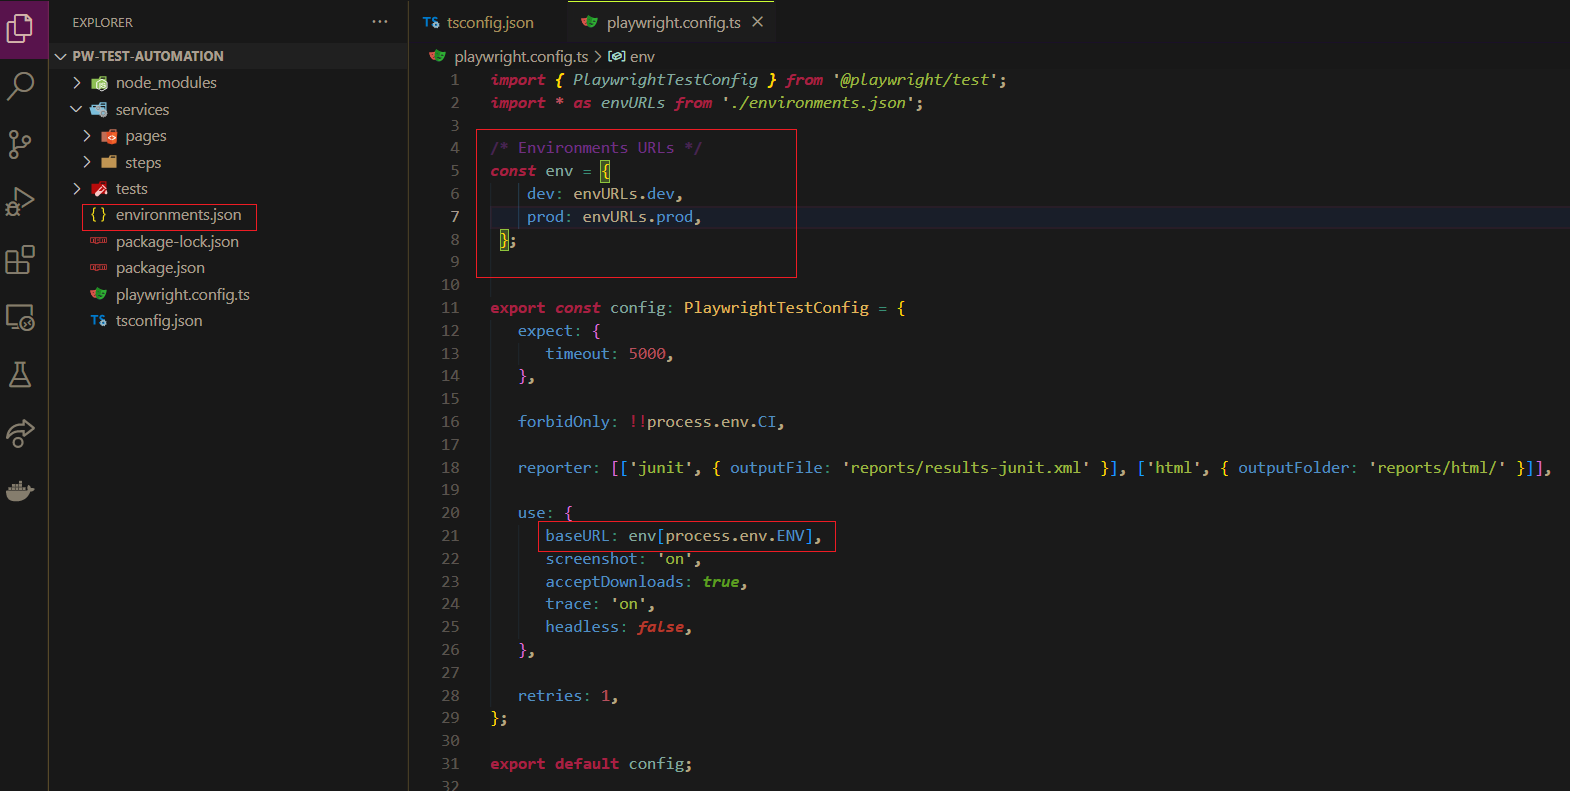 EXPLORER ···
PW-TEST-AUTOMATION
node_modules
services
pages
steps
tests
{} environments.json
package-lock.json
package.json
playwright.config.ts
TS tsconfig.json
TS tsconfig.json playwright.config.ts
playwright.config.ts > env
1 import { PlaywrightTestConfig } from '@playwright/test';
2 import * as envURLs from './environments.json';
3
4 /* Environments URLs */
5 const env = {
6 dev: envURLs.dev,
7 prod: envURLs.prod,
8 };
9
10
11 export const config: PlaywrightTestConfig = {
12 expect: {
13 timeout: 5000,
14 },
15
16 forbidOnly: !!process.env.CI,
17
18 reporter: [['junit', { outputFile: 'reports/results-junit.xml' }], ['html', { outputFolder: 'reports/html/' }]],
19
20 use: {
21 baseURL: env[process.env.ENV],
22 screenshot: 'on',
23 acceptDownloads: true,
24 trace: 'on',
25 headless: false,
26 },
27
28 retries: 1,
29 };
30
31 export default config;
32